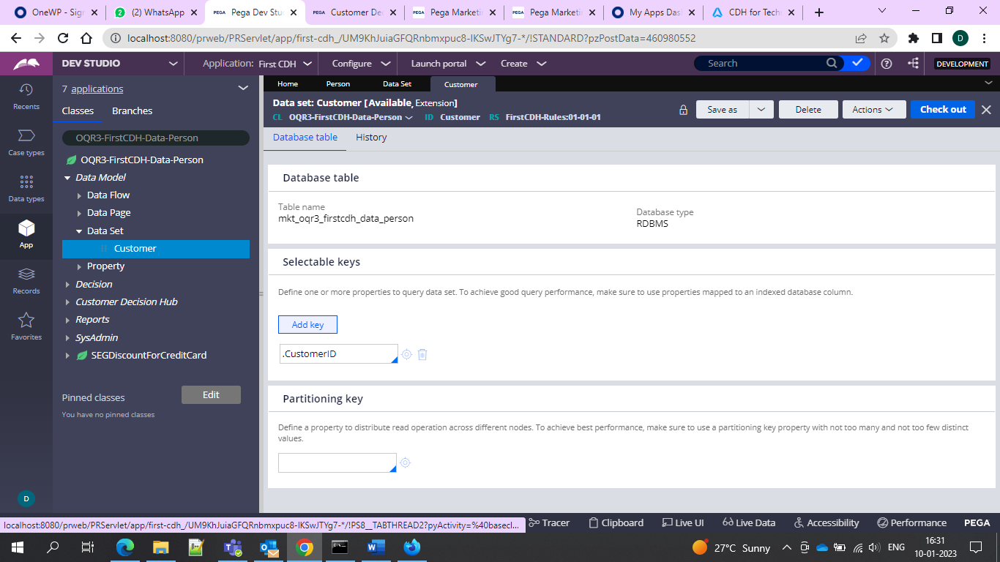 OneWP - Sig
(2) WhatsApp
Pega Dev Stu
Customer De
Pega Marketi
Pega Marketi
My Apps Das
CDH for Tech
localhost:8080/prweb/PRServlet/app/first-cdh_/UM9KhJuiaGFQRnbmxpuc8-IKSwJTYg7-*/!STANDARD?pzPostData=460980552
D
DEV STUDIO
Application: First CDH
Configure
Launch portal
Create
Search
DEVELOPMENT
Recents
Case types
Data types
App
Records
Favorites
D
7 applications
Classes
Branches
OQR3-FirstCDH-Data-Person
OQR3-FirstCDH-Data-Person
Data Model
Data Flow
Data Page
Data Set
Customer
Property
Decision
Customer Decision Hub
Reports
SysAdmin
SEGDiscountForCreditCard
Pinned classes
Edit
You have no pinned classes
Home
Person
Data Set
Customer
Data set: Customer [Available, Extension]
CL OQR3-FirstCDH-Data-Person ID Customer RS FirstCDH-Rules:01-01-01
Save as
Delete
Actions
Check out
Database table
History
Database table
Table name
mkt_oqr3_firstcdh_data_person
Database type
RDBMS
Selectable keys
Define one or more properties to query data set. To achieve good query performance, make sure to use properties mapped to an indexed database column.
Add key
.CustomerID
Partitioning key
Define a property to distribute read operation across different nodes. To achieve best performance, make sure to use a partitioning key property with not too many and not too few distinct
values.
localhost:8080/prweb/PRServlet/app/first-cdh_/UM9KhJuiaGFQRnbmxpuc8-IKSwJTYg7-*/!PS8__TABTHREAD2?pyActivity=%40basecl...
Tracer
Clipboard
Live UI
Live Data
Accessibility
Performance
PEGA
27°C Sunny
ENG
16:31
10-01-2023